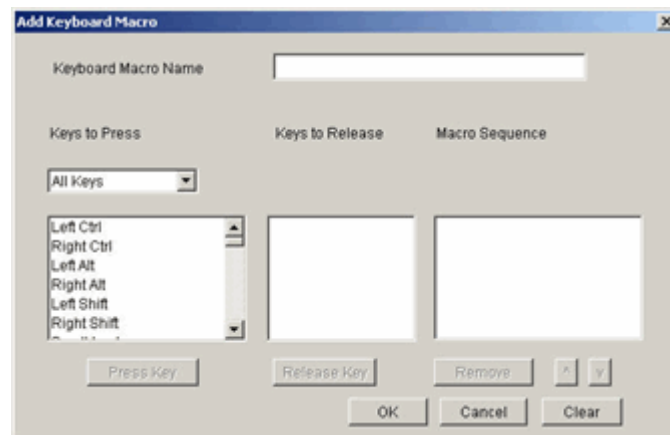 Add Keyboard Macro
Keyboard Macro Name
Keys to Press
Keys to Release
Macro Sequence
All Keys
Left Ctrl
Right Ctrl
Left Alt
Right Alt
Left Shift
Right Shift
Press Key
Release Key
Remove
^
v
OK
Cancel
Clear